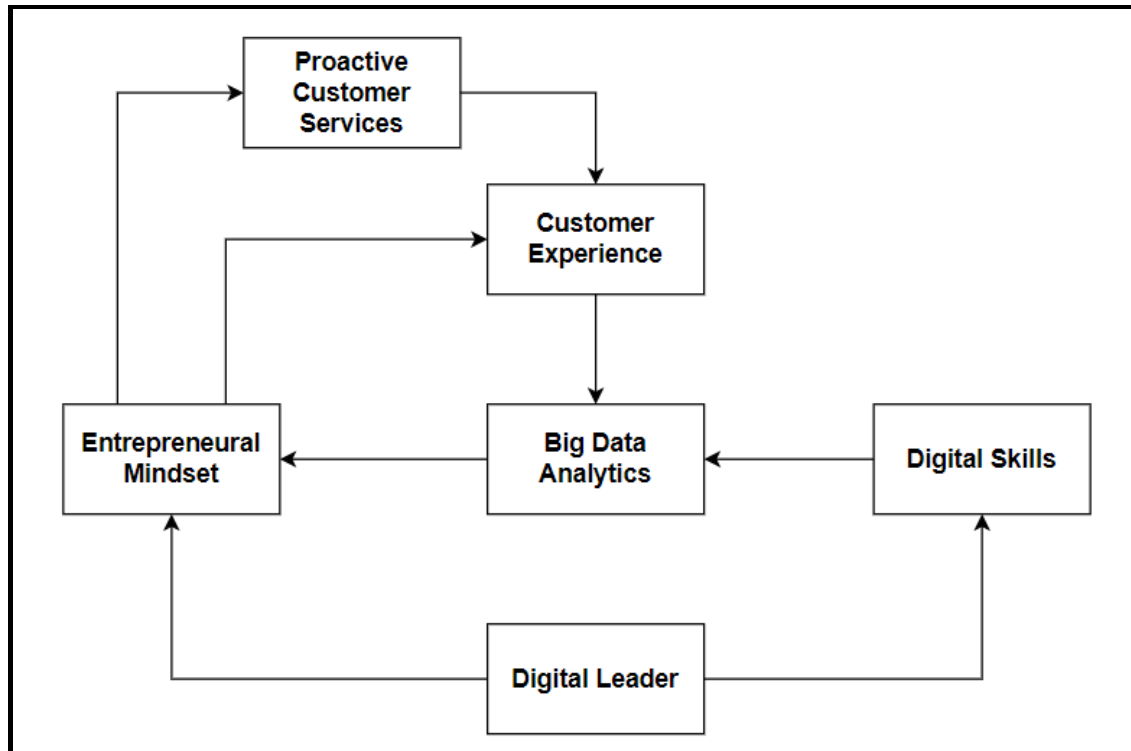 Proactive
Customer
Services
Customer
Experience
Entrepreneural
Mindset
Big Data
Analytics
Digital Skills
Digital Leader